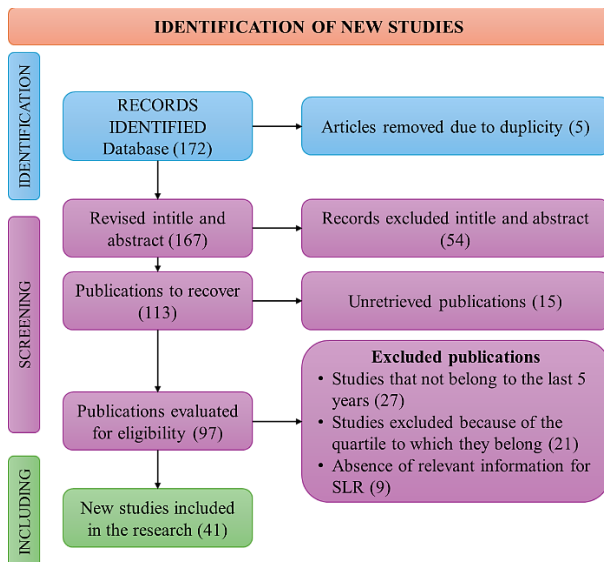 IDENTIFICATION OF NEW STUDIES
IDENTIFICATION
RECORDS
IDENTIFIED
Database (172)
Articles removed due to duplicity (5)
SCREENING
Revised intitle and
abstract (167)
Records excluded intitle and abstract
(54)
Publications to recover
(113)
Unretrieved publications (15)
Publications evaluated
for eligibility (97)
Excluded publications
• Studies that not belong to the last 5
years (27)
• Studies excluded because of the
quartile to which they belong (21)
• Absence of relevant information for
SLR (9)
INCLUDING
New studies included
in the research (41)